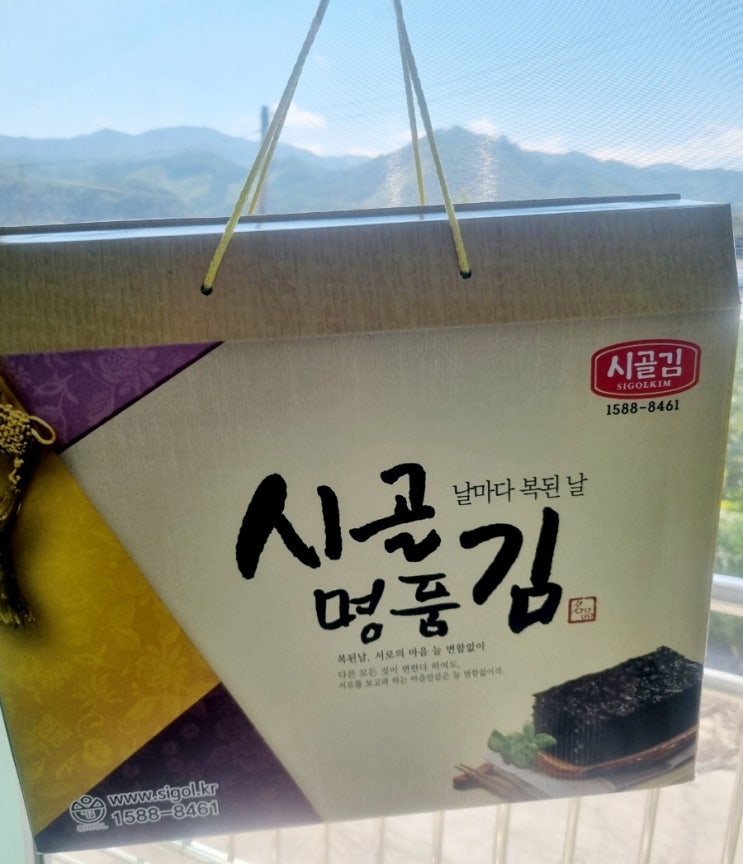 시골김
SIGOLKIM
1588-8461
날마다 복된 날
시골
명품 김
名品
복된날, 서로의 마음 늘 변함없이
다른 모든 것이 변한다 하여도,
서로를 보고파 하는 마음만큼은 늘 변함없어라.
www.sigol.kr
1588-8461
SIGOL